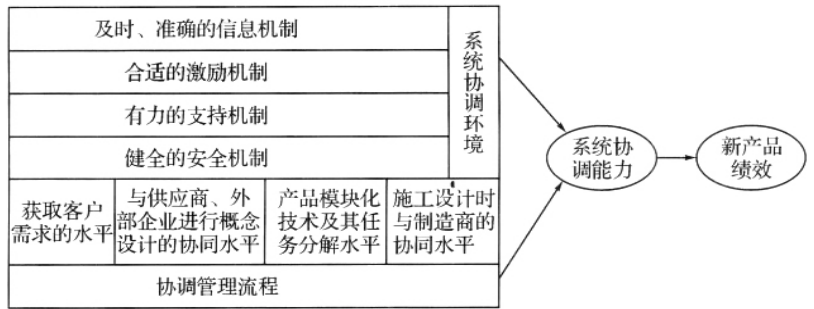 及时、准确的信息机制
合适的激励机制
有力的支持机制
健全的安全机制
系统协调环境
获取客户
需求的水平
与供应商、外
部企业进行概念
设计的协同水平
产品模块化
技术及其任
务分解水平
施工设计时
与制造商的
协同水平
协调管理流程
系统协
调能力
新产品
绩效